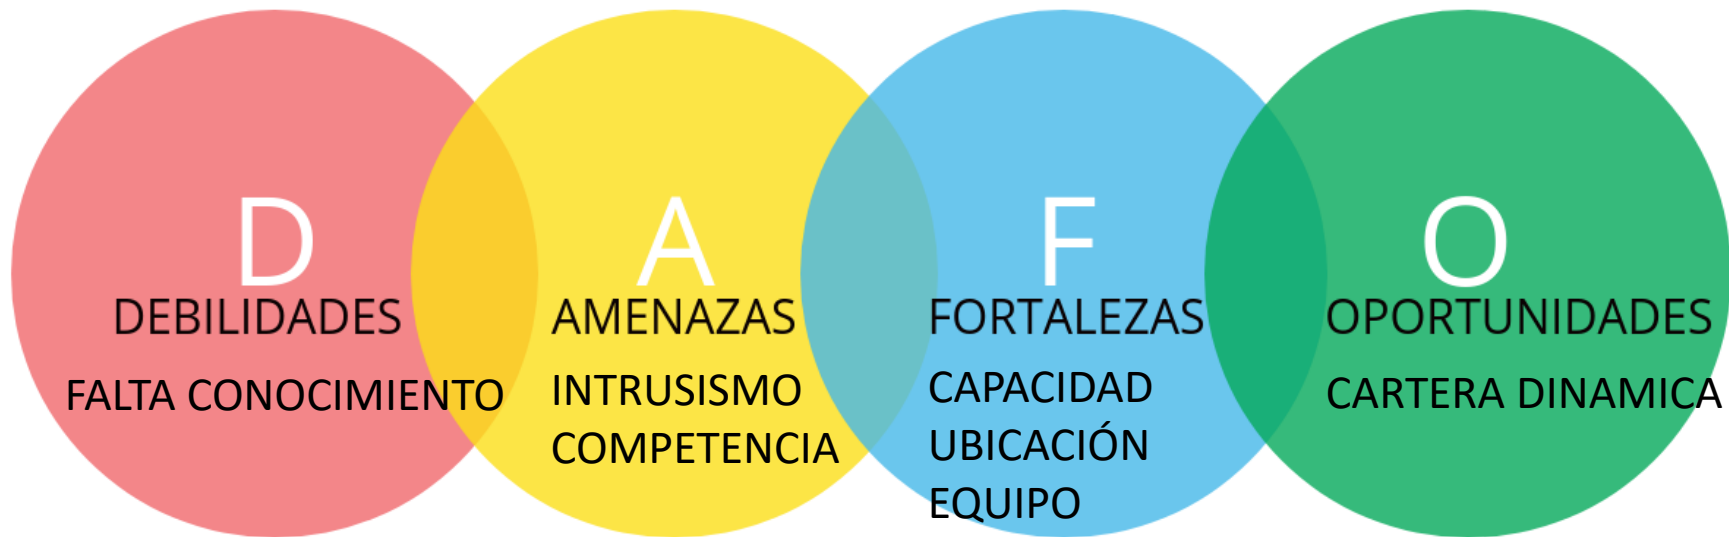 D
DEBILIDADES
FALTA CONOCIMIENTO
A
AMENAZAS
INTRUSISMO
COMPETENCIA
F
FORTALEZAS
CAPACIDAD
UBICACIÓN
EQUIPO
O
OPORTUNIDADES
CARTERA DINAMICA